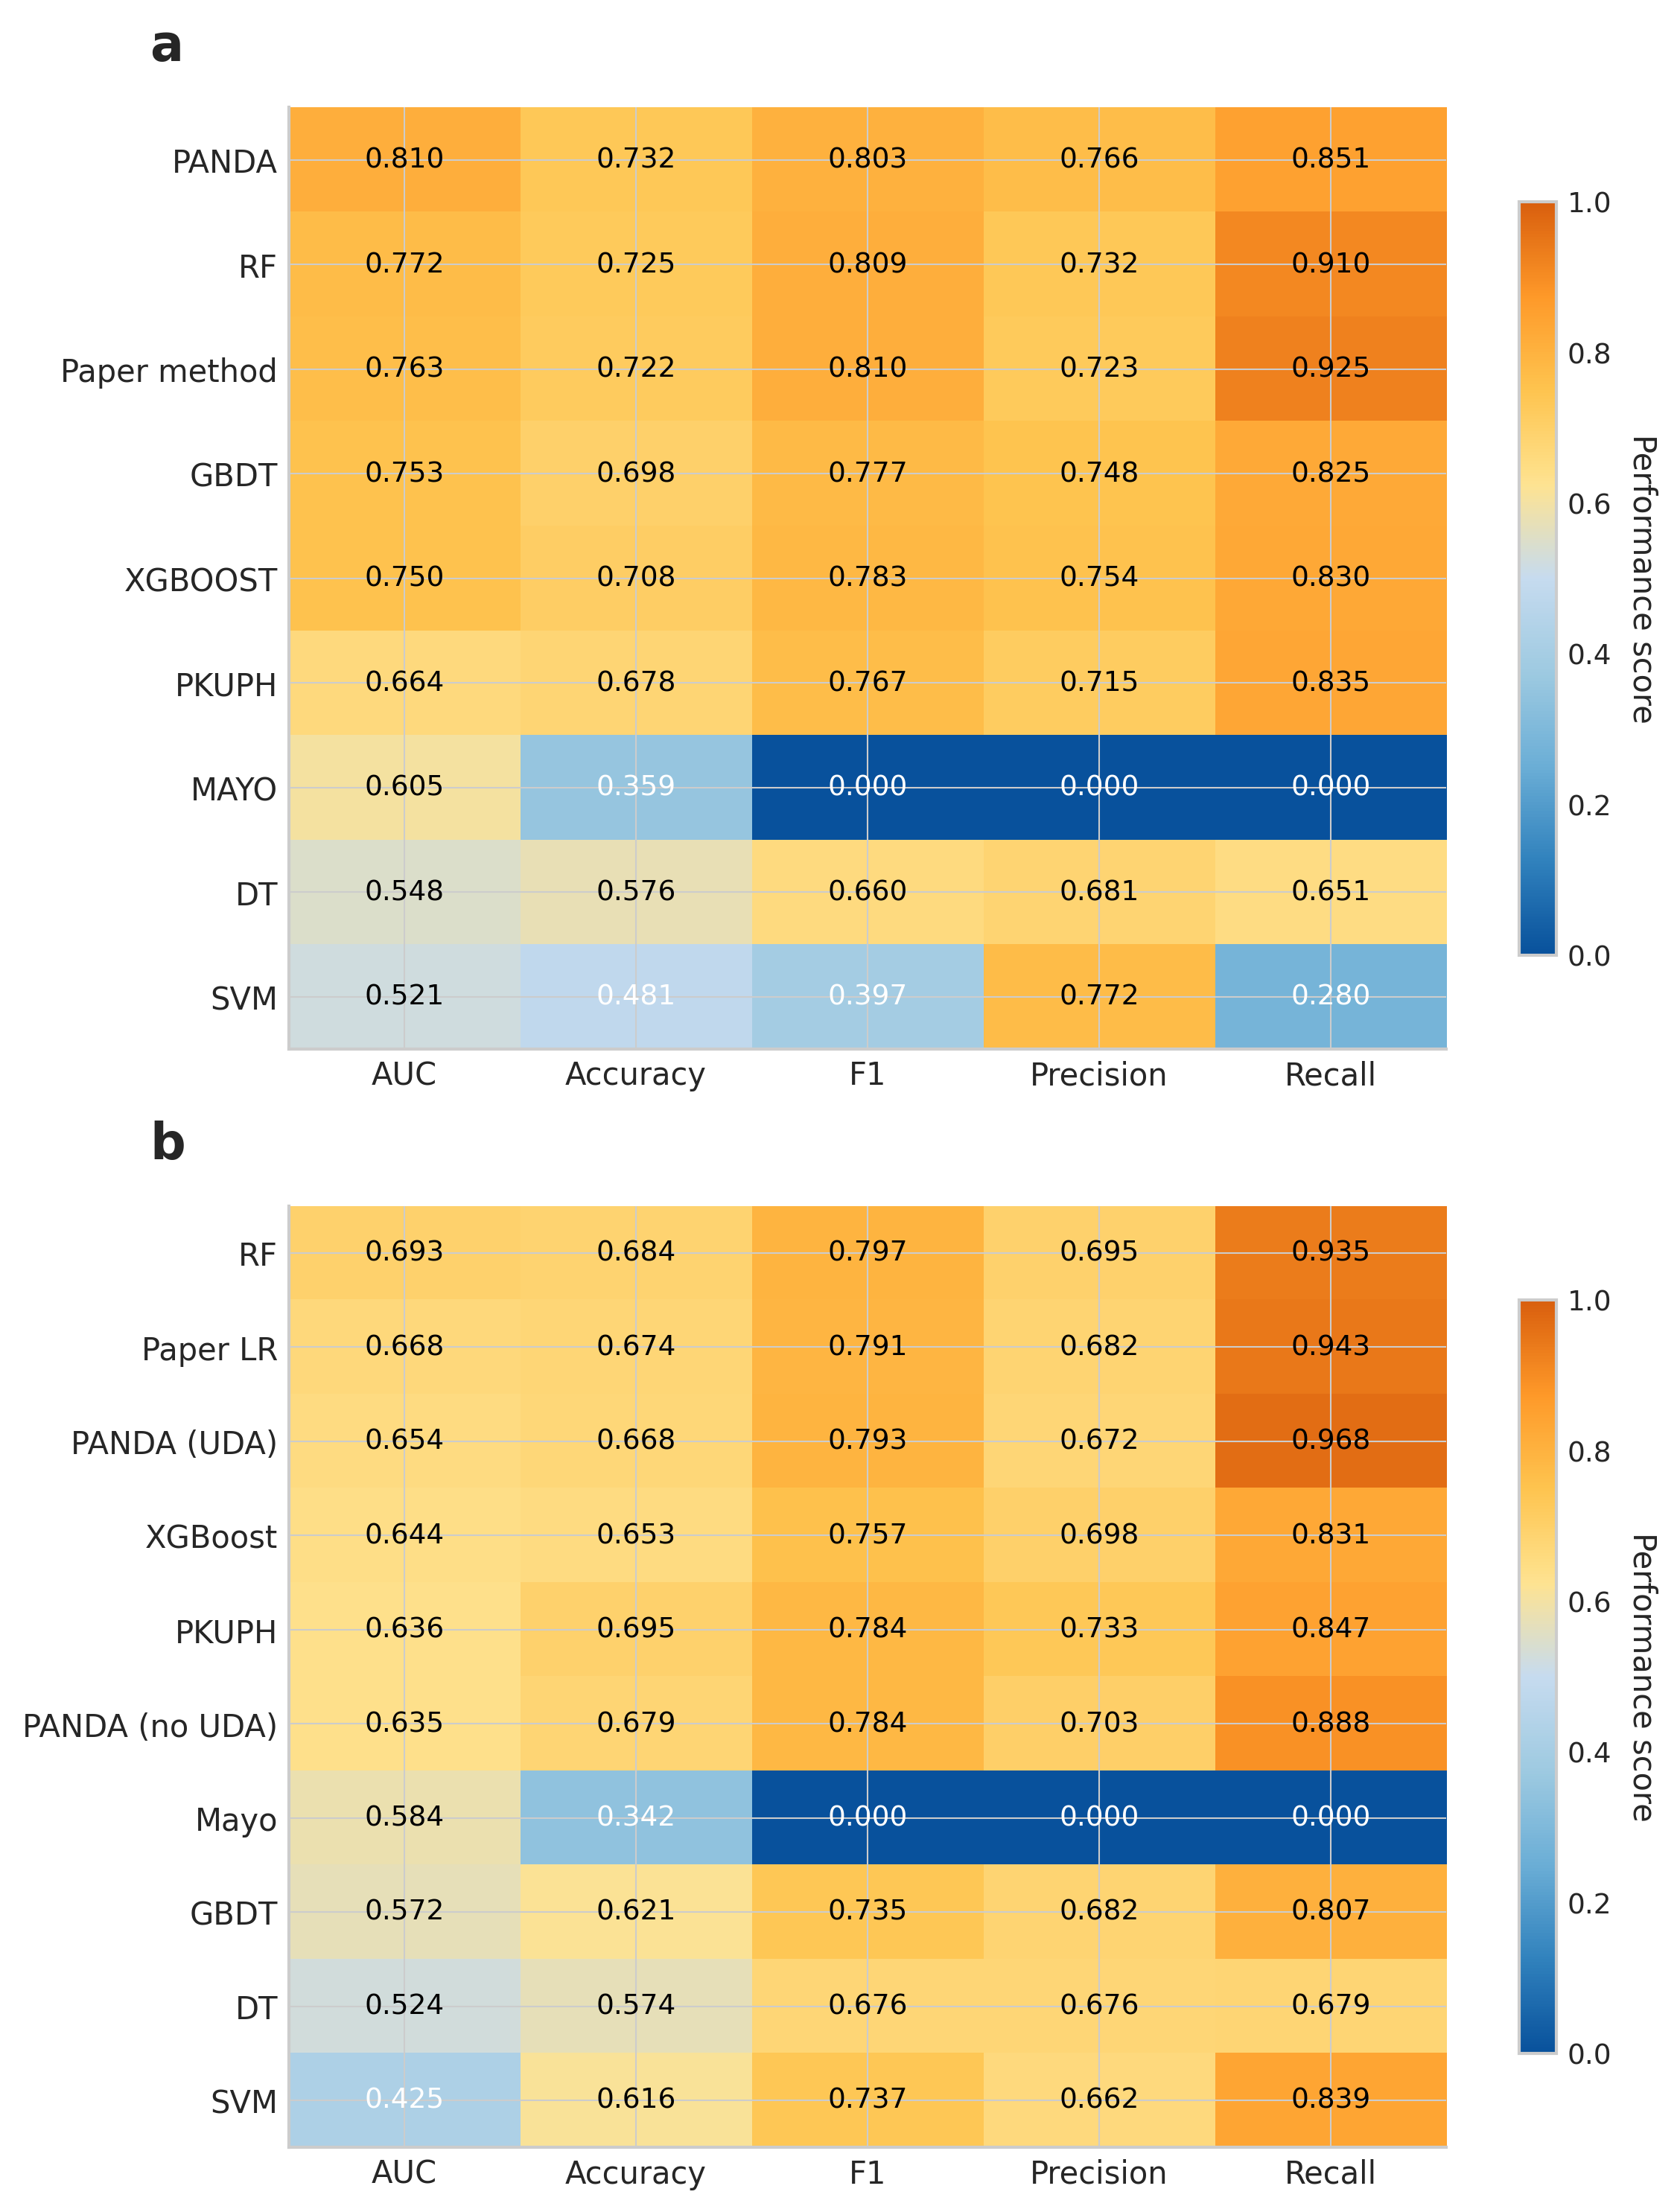 a
PANDA 0.810 0.732 0.803 0.766 0.851
RF 0.772 0.725 0.809 0.732 0.910
Paper method 0.763 0.722 0.810 0.723 0.925
GBDT 0.753 0.698 0.777 0.748 0.825
XGBOOST 0.750 0.708 0.783 0.754 0.830
PKUPH 0.664 0.678 0.767 0.715 0.835
MAYO 0.605 0.359 0.000 0.000 0.000
DT 0.548 0.576 0.660 0.681 0.651
SVM 0.521 0.481 0.397 0.772 0.280
AUC Accuracy F1 Precision Recall
1.0
0.8
0.6
0.4
0.2
0.0
Performance score
b
RF 0.693 0.684 0.797 0.695 0.935
Paper LR 0.668 0.674 0.791 0.682 0.943
PANDA (UDA) 0.654 0.668 0.793 0.672 0.968
XGBoost 0.644 0.653 0.757 0.698 0.831
PKUPH 0.636 0.695 0.784 0.733 0.847
PANDA (no UDA) 0.635 0.679 0.784 0.703 0.888
Mayo 0.584 0.342 0.000 0.000 0.000
GBDT 0.572 0.621 0.735 0.682 0.807
DT 0.524 0.574 0.676 0.676 0.679
SVM 0.425 0.616 0.737 0.662 0.839
AUC Accuracy F1 Precision Recall
1.0
0.8
0.6
0.4
0.2
0.0
Performance score